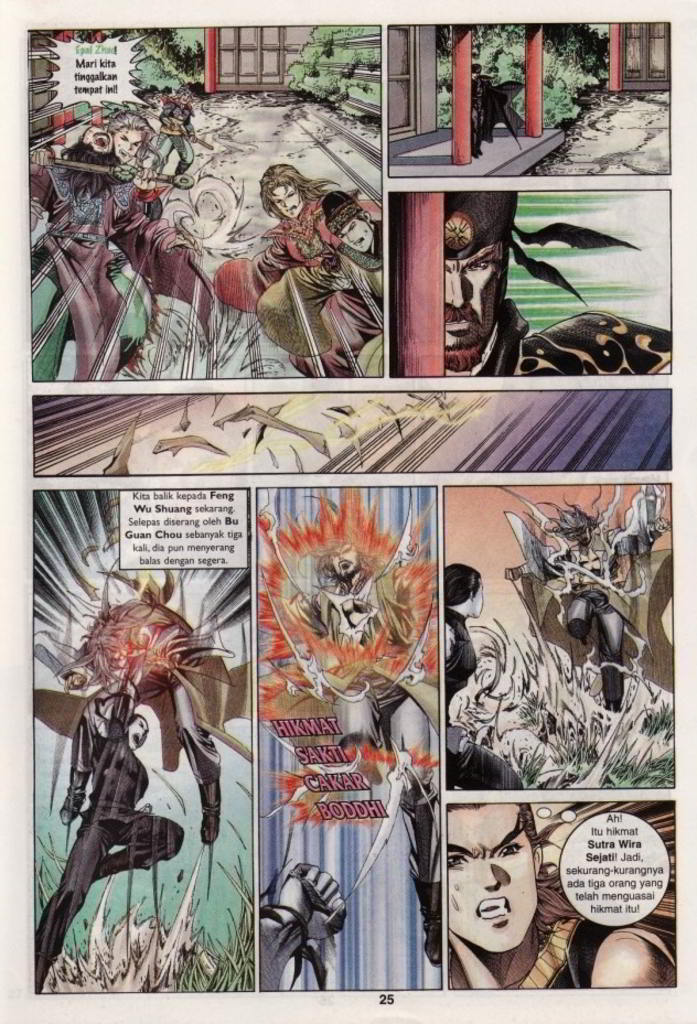 Mari kita
tinggalkan
tempat ini!
Kita balik kepada Feng
Wu Shuang sekarang.
Selepas diserang oleh Bu
Guan Chou sebanyak tiga
kali, dia pun menyerang
balas dengan segera.
HIKMAT
SAKTI
CAKAR
BODDHI
Ah!
Itu hikmat
Sutra Wira
Sejati! Jadi,
sekurang-kurangnya
ada tiga orang yang
telah menguasai
hikmat itu!
25